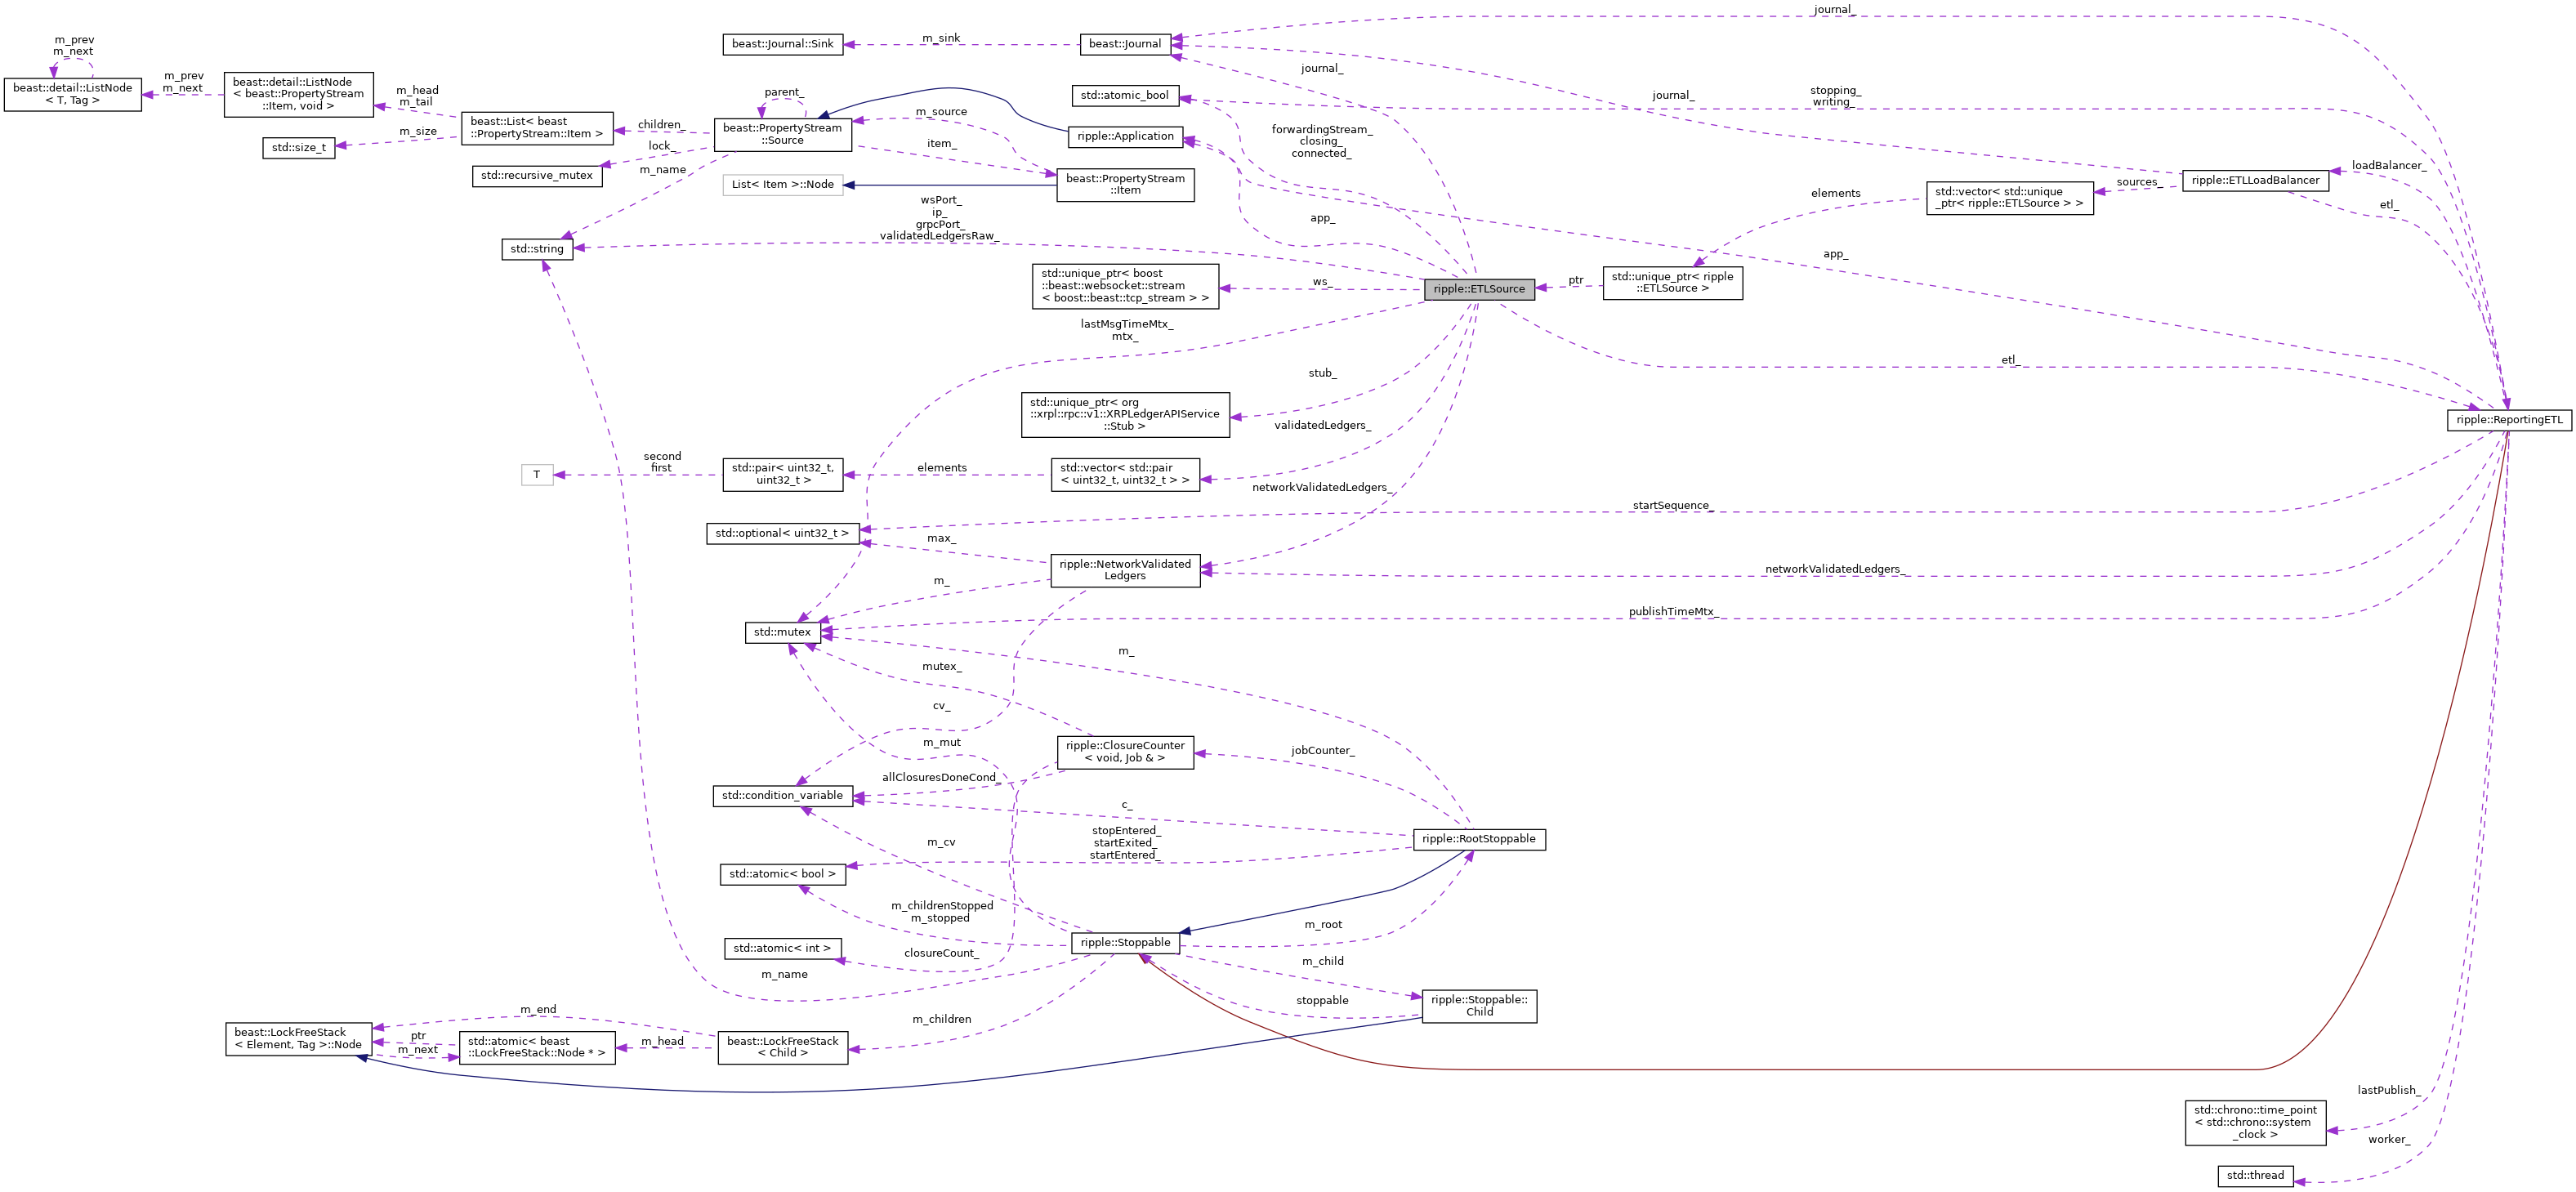 journal_
m_prev
m_next
beast::Journal::Sink
m_sink
beast::Journal
journal_
m_prev
m_next
beast::detail::ListNode
< T, Tag >
beast::detail::ListNode
< beast::PropertyStream
::Item, void >
m_head
m_tail
parent_
std::atomic_bool
journal_
stopping_
writing_
beast::List< beast
::PropertyStream::Item >
children_
m_source
m_size
std::size_t
beast::PropertyStream
::Source
ripple::Application
forwardingStream_
closing_
connected_
lock_
item_
std::recursive_mutex
m_name
List< Item >::Node
beast::PropertyStream
::Item
loadBalancer_
ripple::ETLLoadBalancer
sources_
std::vector< std::unique
_ptr< ripple::ETLSource > >
elements
etl_
wsPort_
ip_
grpcPort_
validatedLedgersRaw_
app_
std::string
app_
std::unique_ptr< boost
::beast::websocket::stream
< boost::beast::tcp_stream > >
ws_
ripple::ETLSource
ptr
std::unique_ptr< ripple
::ETLSource >
lastMsgTimeMtx_
mtx_
etl_
stub_
std::unique_ptr< org
::xrpl::rpc::v1::XRPLedgerAPIService
::Stub >
ripple::ReportingETL
validatedLedgers_
T
second
first
std::pair< uint32_t,
uint32_t >
elements
std::vector< std::pair
< uint32_t, uint32_t > >
networkValidatedLedgers_
startSequence_
std::optional< uint32_t >
max_
ripple::NetworkValidated
Ledgers
networkValidatedLedgers_
m_
publishTimeMtx_
std::mutex
m_
mutex_
cv_
m_mut
ripple::ClosureCounter
< void, Job & >
jobCounter_
allClosuresDoneCond_
std::condition_variable
c_
stopEntered_
startExited_
startEntered_
ripple::RootStoppable
m_cv
std::atomic< bool >
m_childrenStopped
m_stopped
m_root
std::atomic< int >
closureCount_
ripple::Stoppable
m_child
m_name
stoppable
ripple::Stoppable::
Child
m_end
m_children
beast::LockFreeStack
< Element, Tag >::Node
ptr
m_next
std::atomic< beast
::LockFreeStack::Node * >
m_head
beast::LockFreeStack
< Child >
lastPublish_
std::chrono::time_point
< std::chrono::system
_clock >
worker_
std::thread